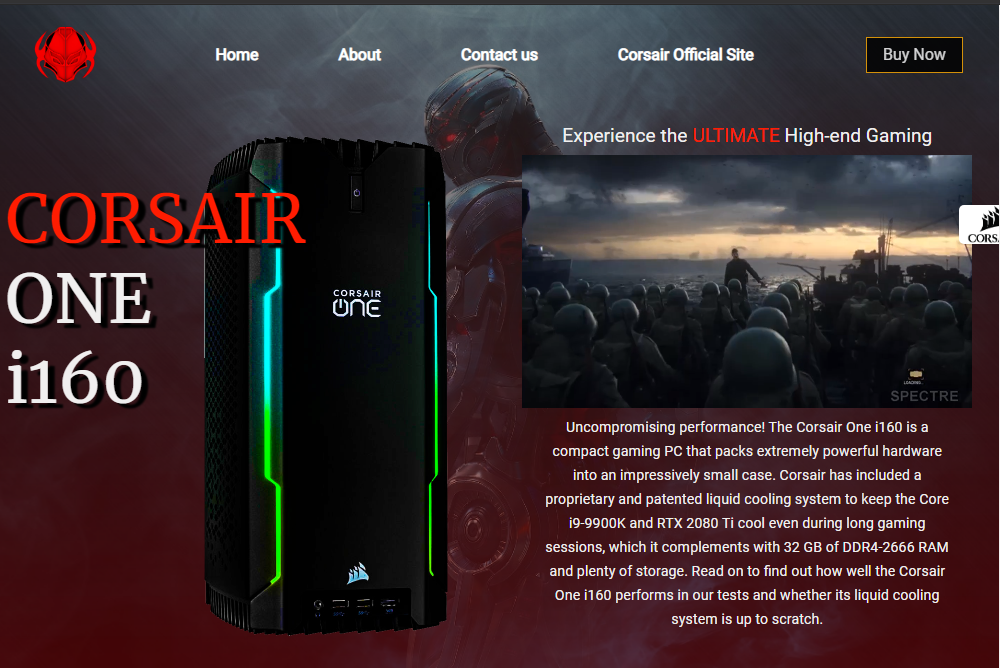 Home About Contact us Corsair Official Site Buy Now
Experience the ULTIMATE High-end Gaming
CORSAIR
ONE
i160
CORSAIR
ONE
CORS
LOADING
SPECTRE
Uncompromising performance! The Corsair One i160 is a
compact gaming PC that packs extremely powerful hardware
into an impressively small case. Corsair has included a
proprietary and patented liquid cooling system to keep the Core
i9-9900K and RTX 2080 Ti cool even during long gaming
sessions, which it complements with 32 GB of DDR4-2666 RAM
and plenty of storage. Read on to find out how well the Corsair
One i160 performs in our tests and whether its liquid cooling
system is up to scratch.